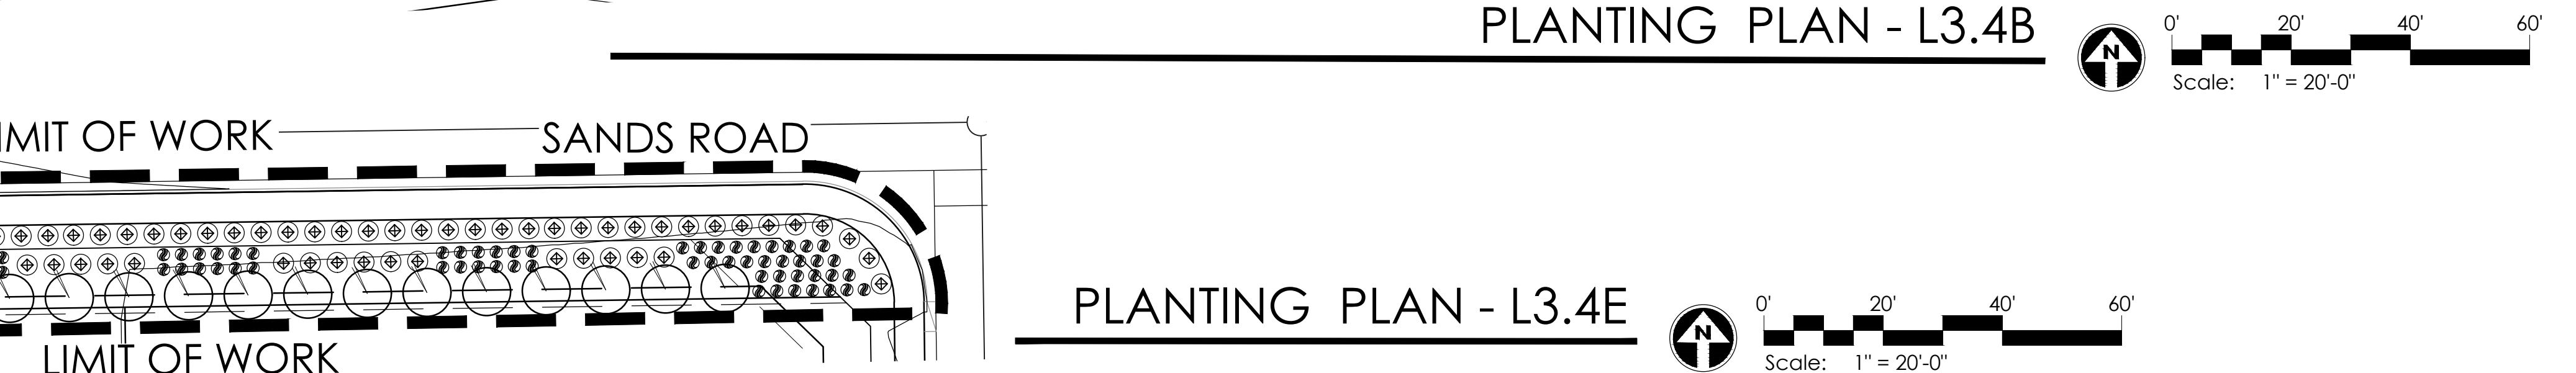 PLANTING PLAN - L3.4B
N
0' 20' 40' 60'
Scale: 1" = 20'-0"
IMIT OF WORK
SANDS ROAD
PLANTING PLAN - L3.4E
N
0' 20' 40' 60'
Scale: 1" = 20'-0"
LIMIT OF WORK